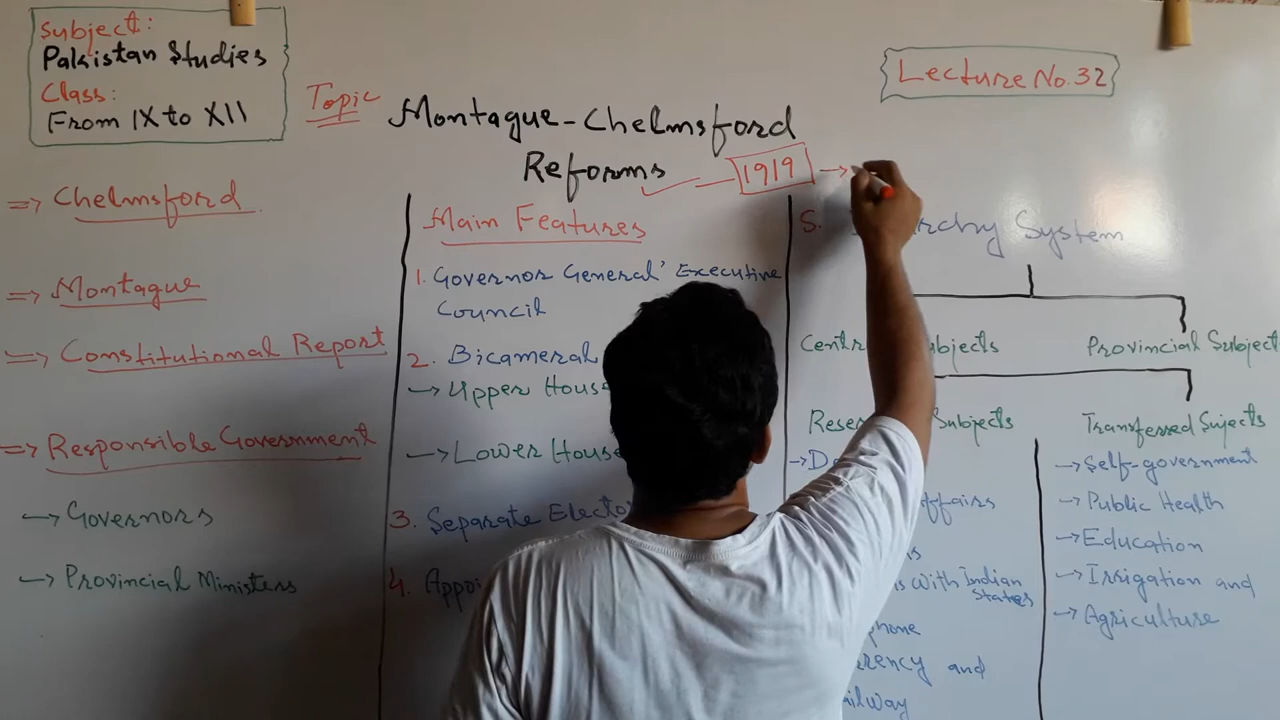 Subject:
Pakistan Studies
Class:
From IX to XII
Lecture No. 32
Topic
Montague-Chelmsford
Reforms
1919
⇒ Chelmsford
⇒ Montague
⇒ Constitutional Report
⇒ Responsible Government
→ Governors
→ Provincial Ministers
Main Features
1. Governor General' Executive
Council
2. Bicameral
→ Upper House
→ Lower House
3. Separate
4.
5. System
Subjects
Provincial Subject
Subjects
Transferred Sujects
→ Self-government
→ Public Health
→ Education
→ Irrigation and
→ Agriculture
With Indian
States
and